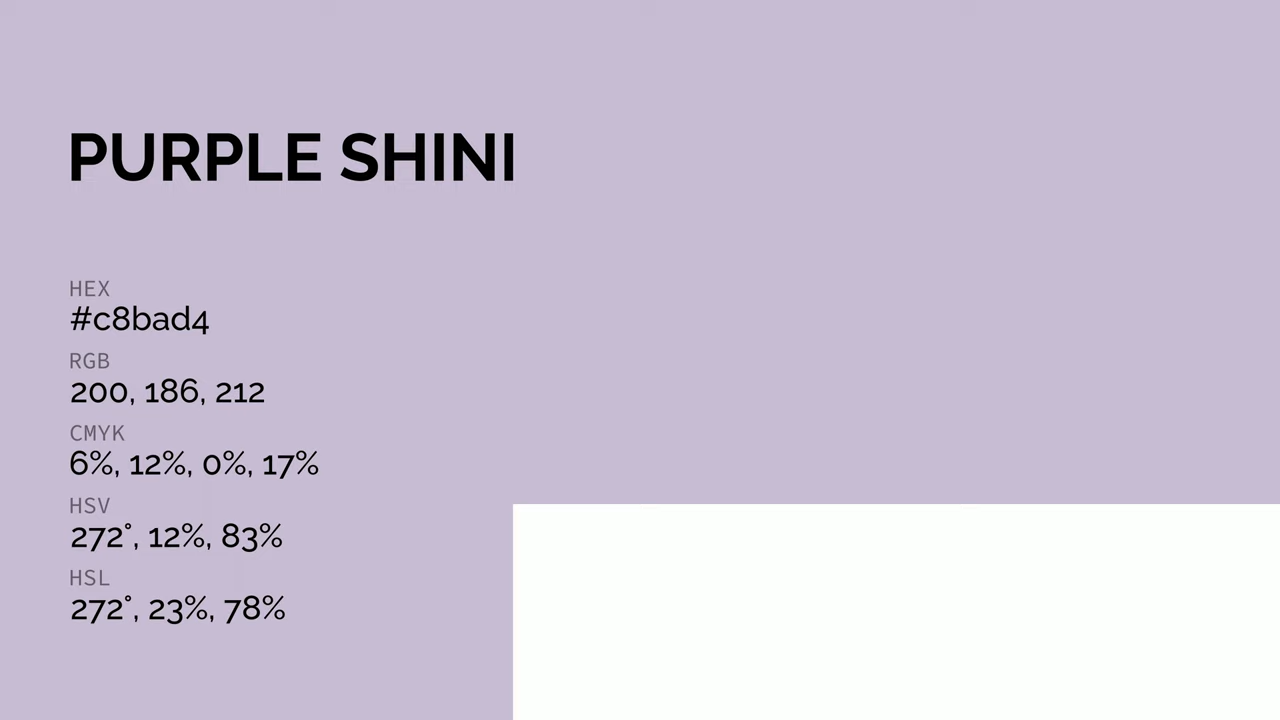 PURPLE SHINI
HEX
#c8bad4
RGB
200, 186, 212
CMYK
6%, 12%, 0%, 17%
HSV
272°, 12%, 83%
HSL
272°, 23%, 78%